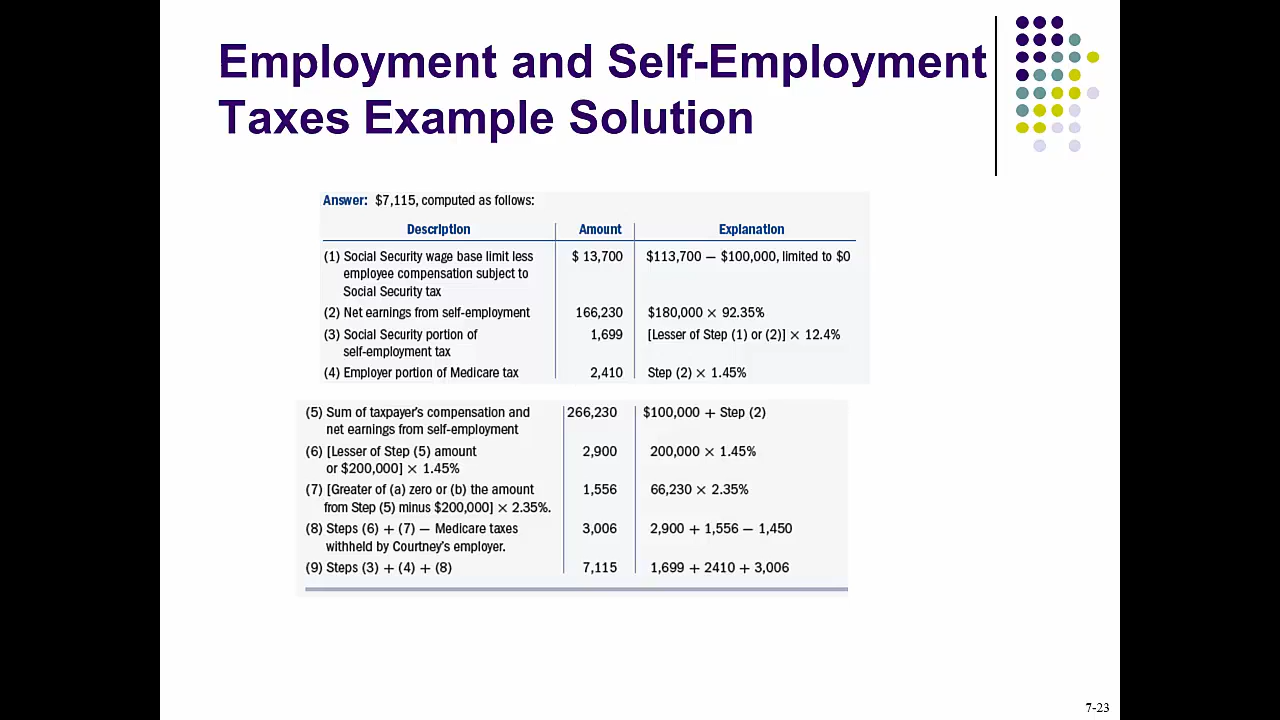 Employment and Self-Employment
Taxes Example Solution
Answer: $7,115, computed as follows:
Description Amount Explanation
(1) Social Security wage base limit less $ 13,700 $113,700 − $100,000, limited to $0
employee compensation subject to
Social Security tax
(2) Net earnings from self-employment 166,230 $180,000 × 92.35%
(3) Social Security portion of 1,699 [Lesser of Step (1) or (2)] × 12.4%
self-employment tax
(4) Employer portion of Medicare tax 2,410 Step (2) × 1.45%
(5) Sum of taxpayer's compensation and 266,230 $100,000 + Step (2)
net earnings from self-employment
(6) [Lesser of Step (5) amount 2,900 200,000 × 1.45%
or $200,000] × 1.45%
(7) [Greater of (a) zero or (b) the amount 1,556 66,230 × 2.35%
from Step (5) minus $200,000] × 2.35%.
(8) Steps (6) + (7) − Medicare taxes 3,006 2,900 + 1,556 − 1,450
withheld by Courtney's employer.
(9) Steps (3) + (4) + (8) 7,115 1,699 + 2410 + 3,006
7-23